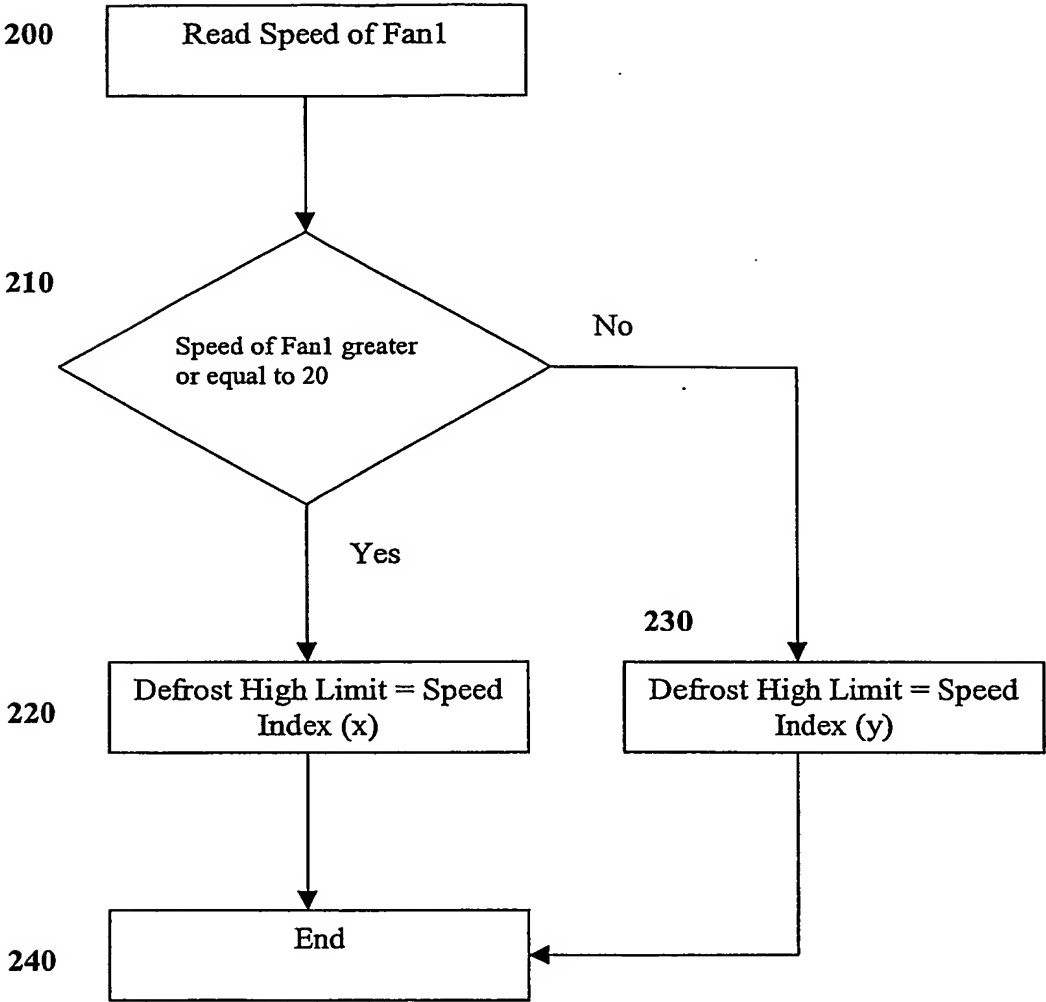 200
Read Speed of Fan1
210
Speed of Fan1 greater
or equal to 20
No
Yes
230
220
Defrost High Limit = Speed
Index (x)
Defrost High Limit = Speed
Index (y)
240
End